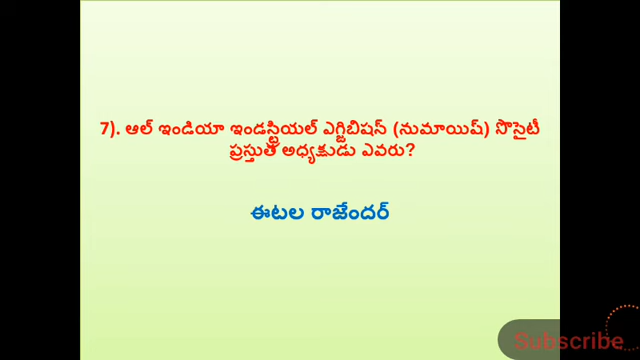 7). ఆల్ ఇండియా ఇండస్ట్రియల్ ఎగ్జిబిషన్ (నుమాయిష్) సొసైటీ
ప్రస్తుత అధ్యక్షుడు ఎవరు?
ఈటల రాజేందర్
Subscribe